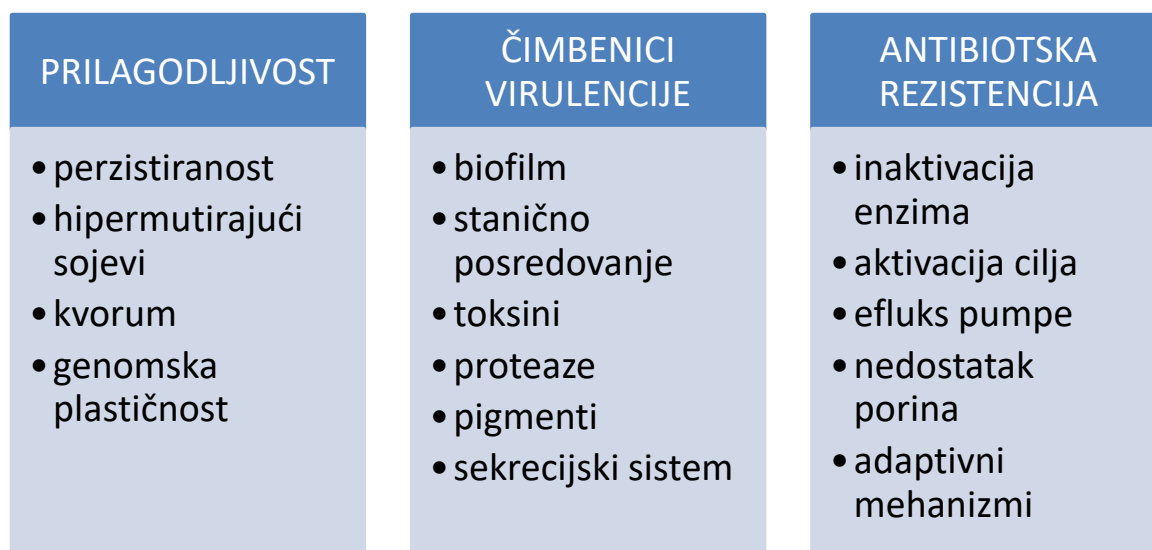 PRILAGODLJIVOST
• perzistiranost
• hipermutirajući
sojevi
• kvorum
• genomska
plastičnost
ČIMBENICI
VIRULENCIJE
• biofilm
• stanično
posredovanje
• toksini
• proteaze
• pigmenti
• sekrecijski sistem
ANTIBIOTSKA
REZISTENCIJA
• inaktivacija
enzima
• aktivacija cilja
• efluks pumpe
• nedostatak
porina
• adaptivni
mehanizmi